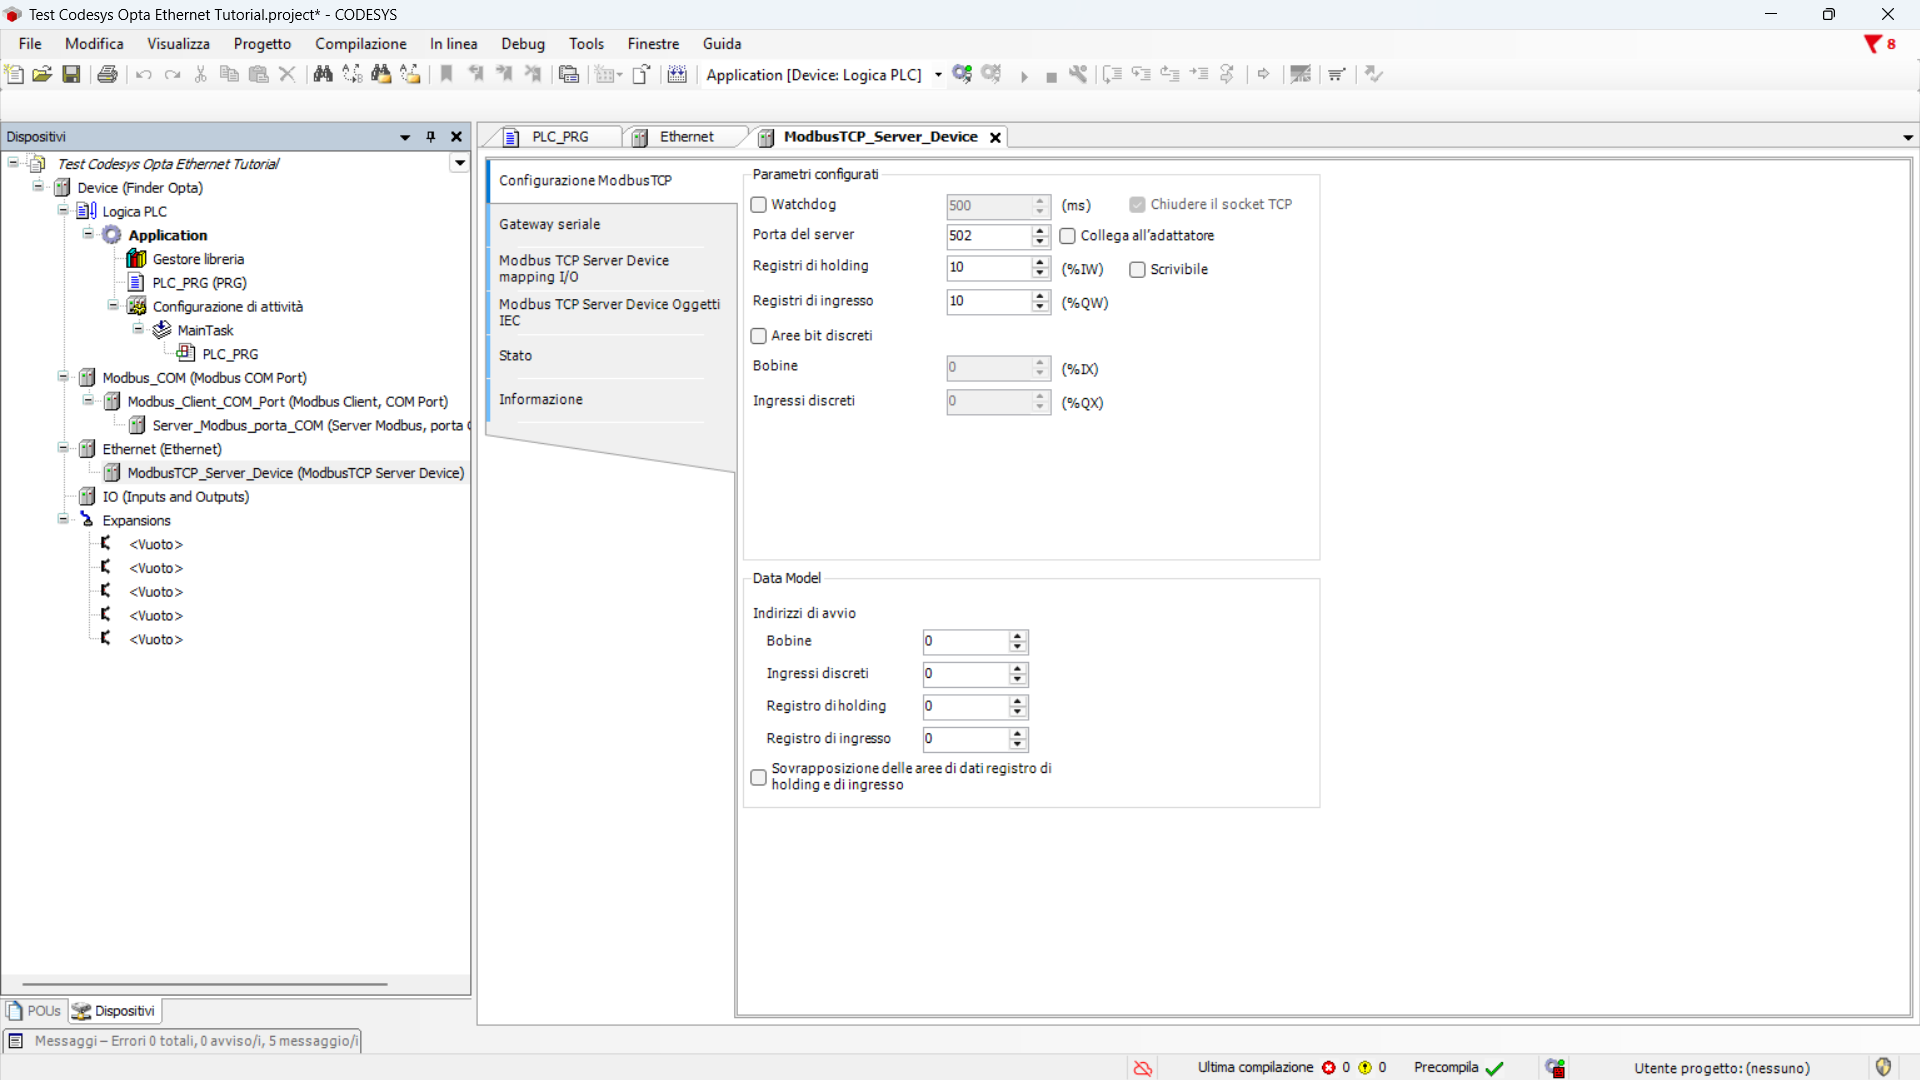 Test Codesys Opta Ethernet Tutorial.project* - CODESYS
File Modifica Visualizza Progetto Compilazione In linea Debug Tools Finestre Guida
8
Application [Device: Logica PLC]
Dispositivi
Test Codesys Opta Ethernet Tutorial
Device (Finder Opta)
Logica PLC
Application
Gestore libreria
PLC_PRG (PRG)
Configurazione di attività
MainTask
PLC_PRG
Modbus_COM (Modbus COM Port)
Modbus_Client_COM_Port (Modbus Client, COM Port)
Server_Modbus_porta_COM (Server Modbus, porta
Ethernet (Ethernet)
ModbusTCP_Server_Device (ModbusTCP Server Device)
IO (Inputs and Outputs)
Expansions
<Vuoto>
<Vuoto>
<Vuoto>
<Vuoto>
<Vuoto>
POUs Dispositivi
PLC_PRG Ethernet ModbusTCP_Server_Device
Configurazione ModbusTCP
Gateway seriale
Modbus TCP Server Device
mapping I/O
Modbus TCP Server Device Oggetti
IEC
Stato
Informazione
Parametri configurati
Watchdog 500 (ms) Chiudere il socket TCP
Porta del server 502 Collega all'adattatore
Registri di holding 10 (%IW) Scrivibile
Registri di ingresso 10 (%QW)
Aree bit discreti
Bobine 0 (%IX)
Ingressi discreti 0 (%QX)
Data Model
Indirizzi di avvio
Bobine 0
Ingressi discreti 0
Registro di holding 0
Registro di ingresso 0
Sovrapposizione delle aree di dati registro di
holding e di ingresso
Messaggi – Errori 0 totali, 0 avviso/i, 5 messaggio/i
Ultima compilazione 0 0 Precompila Utente progetto: (nessuno)